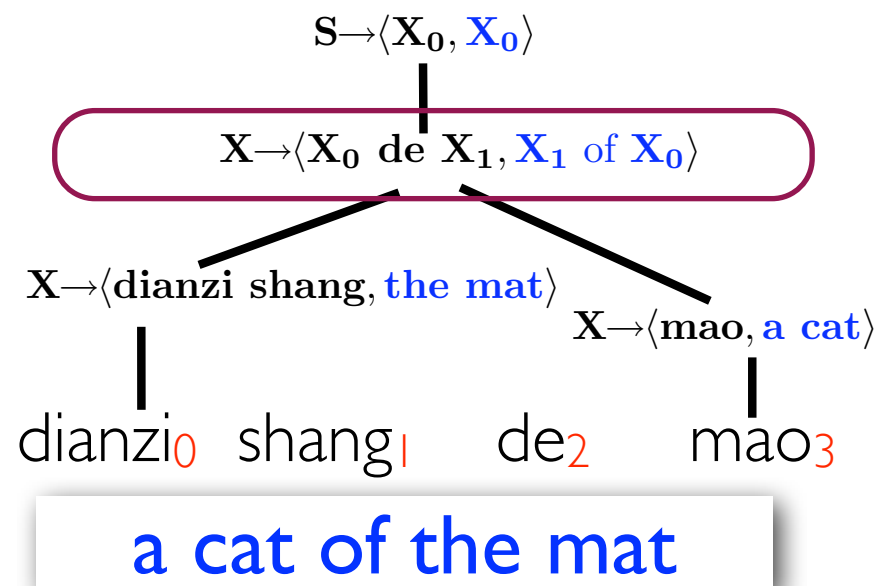 S→⟨X₀, X₀⟩
X→⟨X₀ de X₁, X₁ of X₀⟩
X→⟨dianzi shang, the mat⟩
X→⟨mao, a cat⟩
dianzi₀ shang₁ de₂ mao₃
a cat of the mat